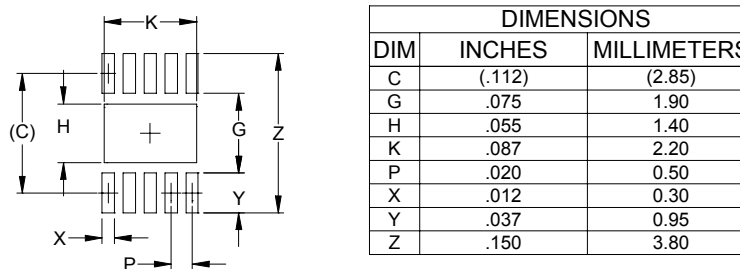 K
(C)
H
G
Z
Y
X
P
DIMENSIONS
DIM INCHES MILLIMETERS
C (.112) (2.85)
G .075 1.90
H .055 1.40
K .087 2.20
P .020 0.50
X .012 0.30
Y .037 0.95
Z .150 3.80